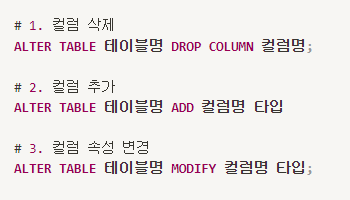 # 1. 컬럼 삭제
ALTER TABLE 테이블명 DROP COLUMN 컬럼명;
# 2. 컬럼 추가
ALTER TABLE 테이블명 ADD 컬럼명 타입
# 3. 컬럼 속성 변경
ALTER TABLE 테이블명 MODIFY 컬럼명 타입;